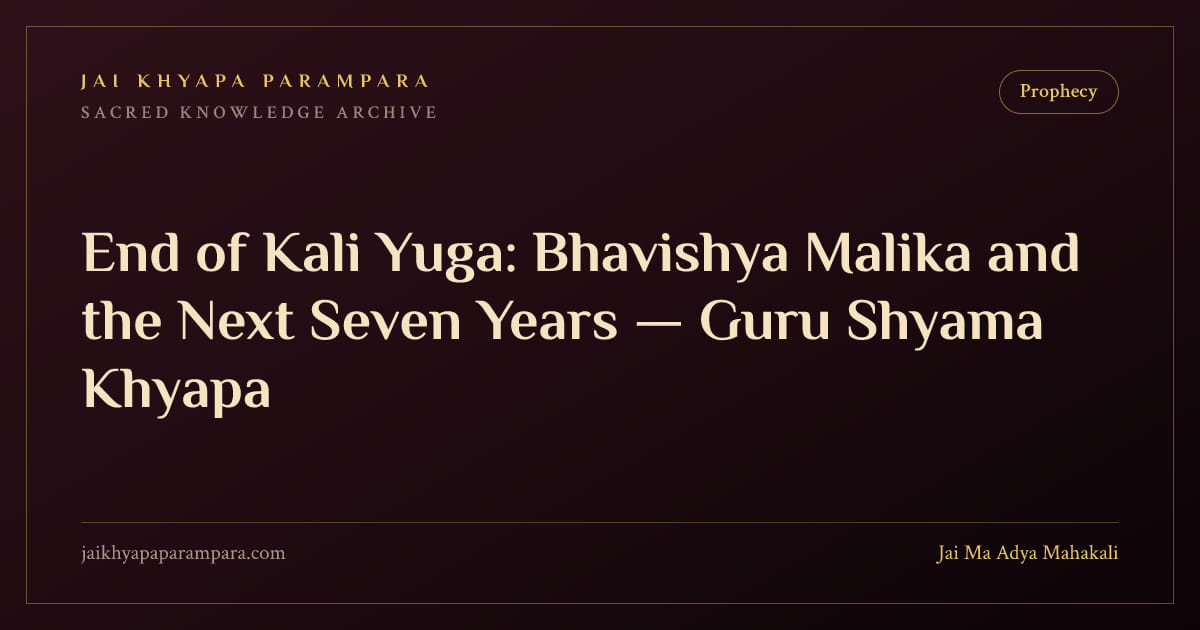 JAI KHYAPA PARAMPARA
SACRED KNOWLEDGE ARCHIVE
Prophecy
End of Kali Yuga: Bhavishya Malika and
the Next Seven Years — Guru Shyama
Khyapa
jaikhyapaparampara.com
Jai Ma Adya Mahakali